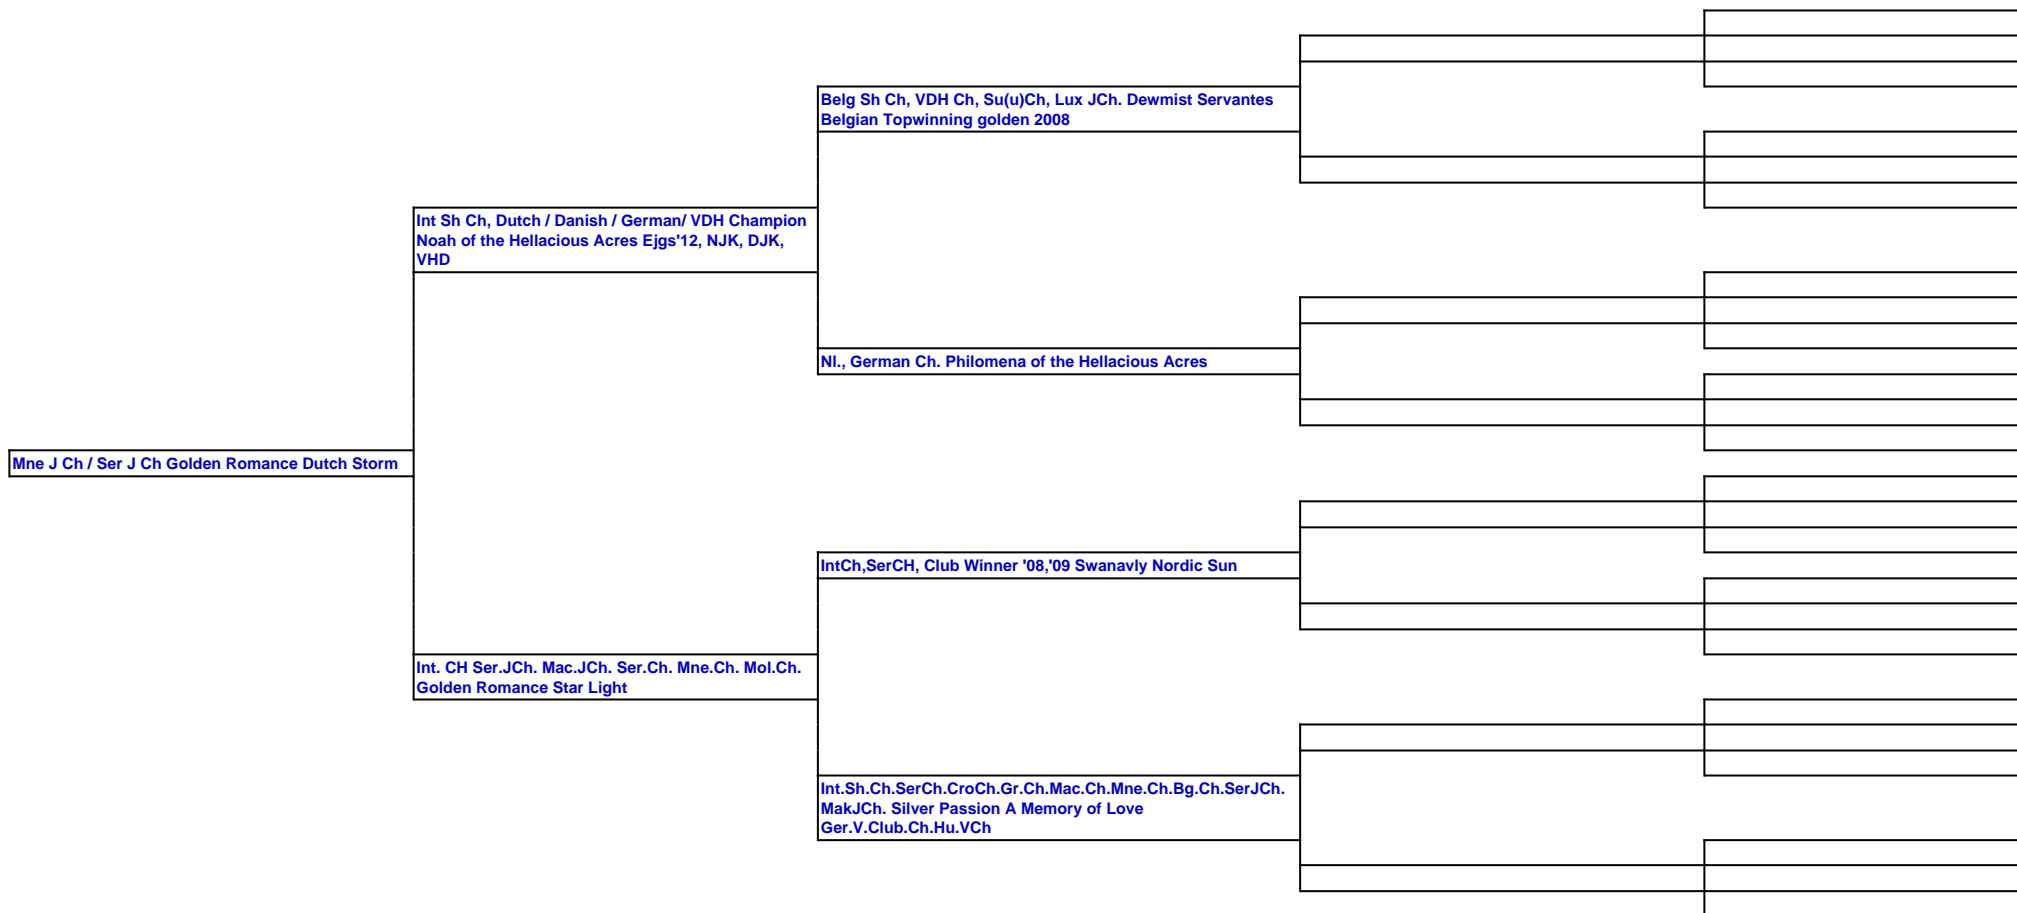 Belg Sh Ch, VDH Ch, Su(u)Ch, Lux JCh. Dewmist Servantes
Belgian Topwinning golden 2008
Int Sh Ch, Dutch / Danish / German/ VDH Champion
Noah of the Hellacious Acres Ejgs'12, NJK, DJK,
VHD
Nl., German Ch. Philomena of the Hellacious Acres
Mne J Ch / Ser J Ch Golden Romance Dutch Storm
IntCh,SerCH, Club Winner '08,'09 Swanavly Nordic Sun
Int. CH Ser.JCh. Mac.JCh. Ser.Ch. Mne.Ch. Mol.Ch.
Golden Romance Star Light
Int.Sh.Ch.SerCh.CroCh.Gr.Ch.Mac.Ch.Mne.Ch.Bg.Ch.SerJCh.
MakJCh. Silver Passion A Memory of Love
Ger.V.Club.Ch.Hu.VCh